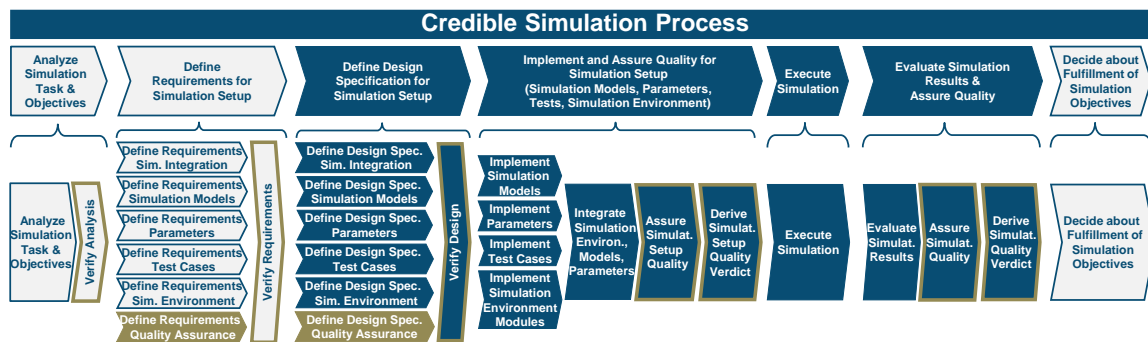 Credible Simulation Process
Analyze
Simulation
Task &
Objectives
Define
Requirements for
Simulation Setup
Define Design
Specification for
Simulation Setup
Implement and Assure Quality for
Simulation Setup
(Simulation Models, Parameters,
Tests, Simulation Environment)
Execute
Simulation
Evaluate Simulation
Results &
Assure Quality
Decide about
Fulfillment of
Simulation
Objectives
Analyze
Simulation
Task &
Objectives
Verify Analysis
Define Requirements
Sim. Integration
Define Requirements
Simulation Models
Define Requirements
Parameters
Define Requirements
Test Cases
Define Requirements
Sim. Environment
Define Requirements
Quality Assurance
Verify Requirements
Define Design Spec.
Sim. Integration
Define Design Spec.
Simulation Models
Define Design Spec.
Parameters
Define Design Spec.
Test Cases
Define Design Spec.
Sim. Environment
Define Design Spec.
Quality Assurance
Verify Design
Implement
Simulation
Models
Implement
Parameters
Implement
Test Cases
Implement
Simulation
Environment
Modules
Integrate
Simulation
Environ.,
Models,
Parameters
Assure
Simulat.
Setup
Quality
Derive
Simulat.
Setup
Quality
Verdict
Execute
Simulation
Evaluate
Simulat.
Results
Assure
Simulat.
Quality
Derive
Simulat.
Quality
Verdict
Decide about
Fulfillment of
Simulation
Objectives